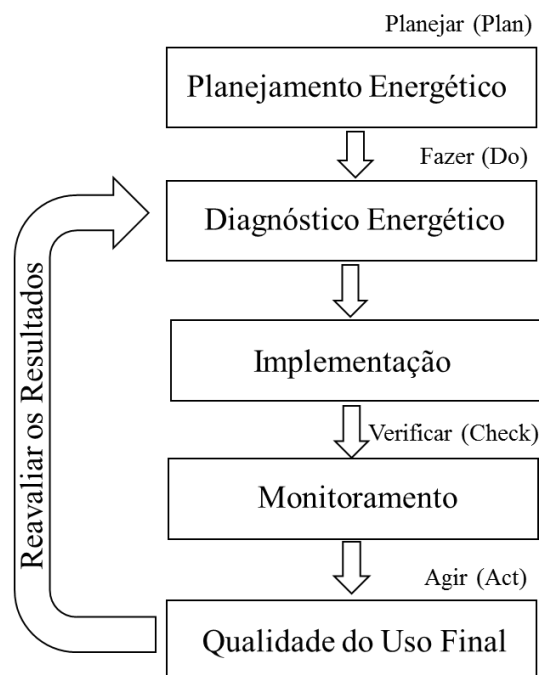 Planejar (Plan)
Planejamento Energético
Fazer (Do)
Diagnóstico Energético
Implementação
Verificar (Check)
Monitoramento
Agir (Act)
Qualidade do Uso Final
Reavaliar os Resultados